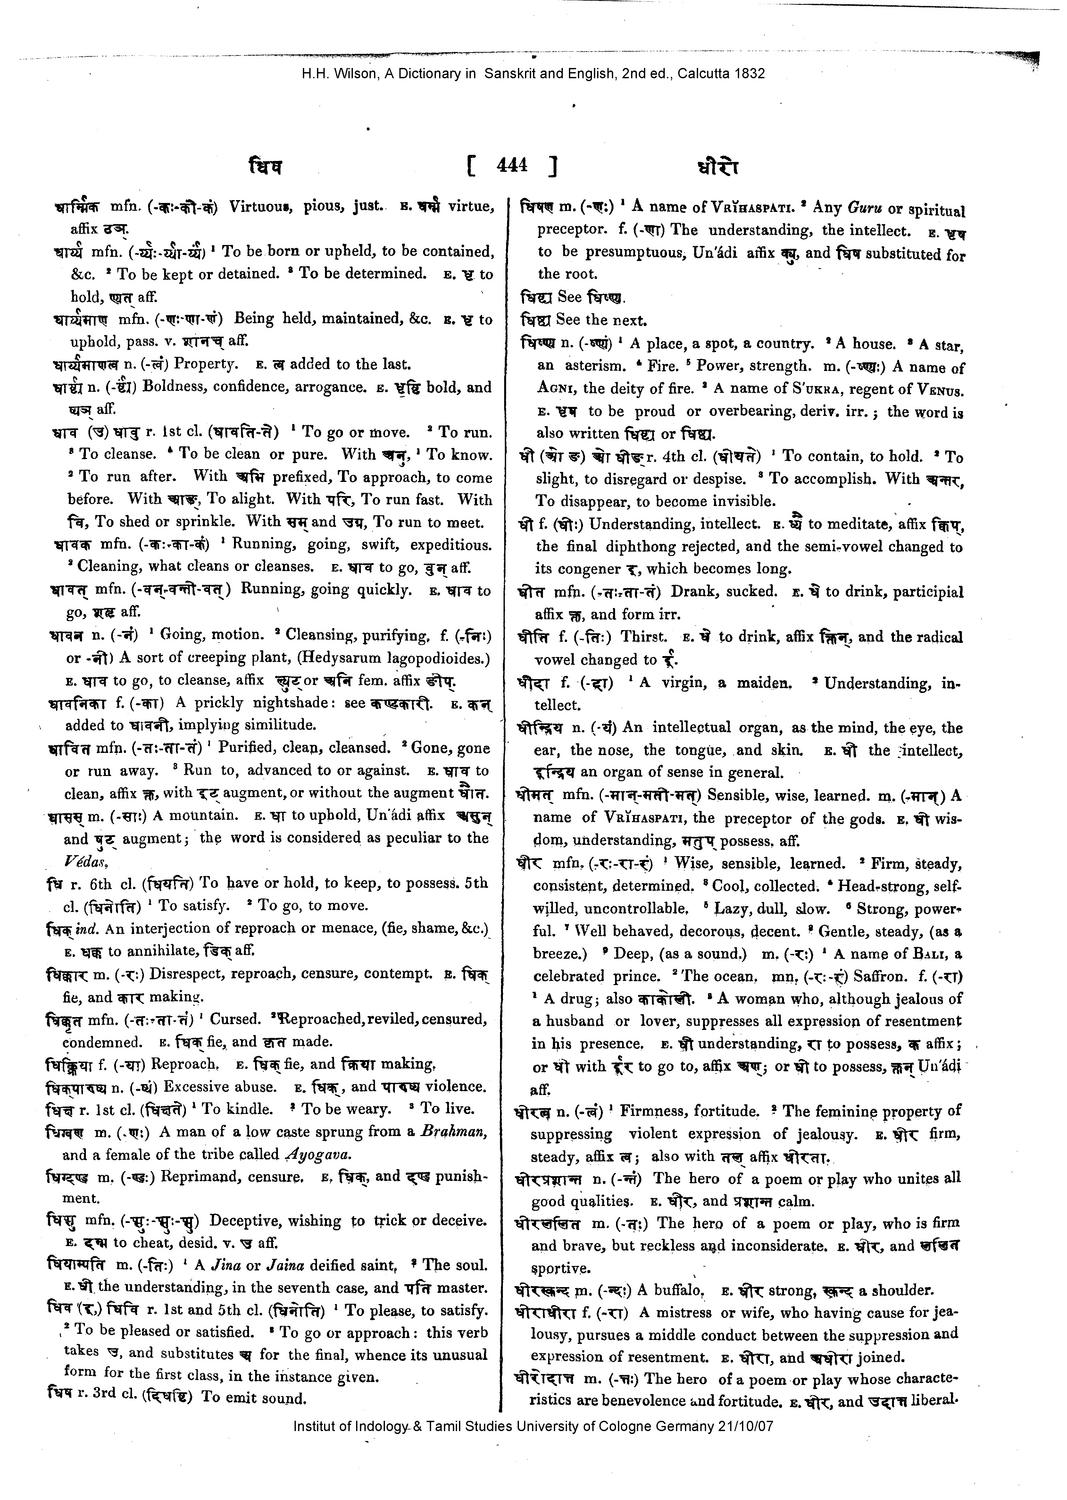 H.H. Wilson, A Dictionary in Sanskrit and English, 2nd ed., Calcutta 1832
धिष [ 444 ] धीरो
धार्म्मिक mfn. (-कः-की-कं) Virtuous, pious, just. E. धर्म्म virtue,
affix ठञ्.
धार्य्य mfn. (-र्य्यः-र्य्या-र्य्यं) ¹ To be born or upheld, to be contained,
&c. ² To be kept or detained. ³ To be determined. E. धृ to
hold, ण्यत् aff.
धार्य्यमाण mfn. (-णः-णा-णं) Being held, maintained, &c. E. धृ to
uphold, pass. v. शानच् aff.
धार्य्यमाणल n. (-लं) Property. E. ल added to the last.
धार्ष्ट्य n. (-र्ष्ट्यं) Boldness, confidence, arrogance. E. धृष्टि bold, and
ष्यञ् aff.
धाव (उ) धावु r. 1st cl. (धावति-ते) ¹ To go or move. ² To run.
³ To cleanse. ⁴ To be clean or pure. With अनु, ¹ To know.
² To run after. With अभि prefixed, To approach, to come
before. With आङ्, To alight. With परि, To run fast. With
वि, To shed or sprinkle. With सम् and उप, To run to meet.
धावक mfn. (-कः-का-कं) ¹ Running, going, swift, expeditious.
² Cleaning, what cleans or cleanses. E. धाव to go, वुन् aff.
धावत् mfn. (-वन्-वन्ती-वत्) Running, going quickly. E. धाव to
go, शतृ aff.
धावन n. (-नं) ¹ Going, motion. ² Cleansing, purifying, f. (-निः)
or -नी) A sort of creeping plant, (Hedysarum lagopodioides.)
E. धाव to go, to cleanse, affix ल्युट् or अनि fem. affix ङीप्.
धावनिका f. (-का) A prickly nightshade: see कण्टकारी. E. कन्
added to धावनी, implying similitude.
धावित mfn. (-तः-ता-तं) ¹ Purified, clean, cleansed. ² Gone, gone
or run away. ³ Run to, advanced to or against. E. धाव to
clean, affix क्त, with इट् augment, or without the augment धौत.
धासस् m. (-साः) A mountain. E. धा to uphold, Un'ádi affix असुन्
and षुट् augment; the word is considered as peculiar to the
Védas.
धि r. 6th cl. (धियति) To have or hold, to keep, to possess. 5th
cl. (धिनोति) ¹ To satisfy. ² To go, to move.
धिक् ind. An interjection of reproach or menace, (fie, shame, &c.)
E. धक्क to annihilate, डिक् aff.
धिक्कार m. (-रः) Disrespect, reproach, censure, contempt. E. धिक्
fie, and कार making.
धिक्कृत mfn. (-तः-ता-तं) ¹ Cursed. ² Reproached, reviled, censured,
condemned. E. धिक् fie, and कृत made.
धिक्क्रिया f. (-या) Reproach. E. धिक् fie, and क्रिया making.
धिक्पारुष्य n. (-ष्यं) Excessive abuse. E. धिक्, and पारुष्य violence.
धिक्ष r. 1st cl. (धिक्षते) ¹ To kindle. ² To be weary. ³ To live.
धिग्वण m. (-णः) A man of a low caste sprung from a Brahman,
and a female of the tribe called Ayogava.
धिग्दण्ड m. (-ण्डः) Reprimand, censure. E. धिक्, and दण्ड punish-
ment.
धिप्सु mfn. (-प्सुः-प्सुः-प्सु) Deceptive, wishing to trick or deceive.
E. दम्भ to cheat, desid. v. उ aff.
धियाम्पति m. (-तिः) ¹ A Jina or Jaina deified saint, ² The soul.
E. धी the understanding, in the seventh case, and पति master.
धिव (इ,) धिवि r. 1st and 5th cl. (धिनोति) ¹ To please, to satisfy.
² To be pleased or satisfied. ³ To go or approach: this verb
takes उ, and substitutes अ for the final, whence its unusual
form for the first class, in the instance given.
धिष r. 3rd cl. (दिधेष्टि) To emit sound.
धिषण m. (-णः) ¹ A name of VRĬHASPATI. ² Any Guru or spiritual
preceptor. f. (-णा) The understanding, the intellect. E. धृष
to be presumptuous, Un'ádi affix क्यु, and धिष substituted for
the root.
धिष्ट्य See धिष्ण्य.
धिष्ठ्य See the next.
धिष्ण्य n. (-ष्ण्यं) ¹ A place, a spot, a country. ² A house. ³ A star,
an asterism. ⁴ Fire. ⁵ Power, strength. m. (-ष्ण्यः) A name of
AGNI, the deity of fire. ² A name of S'UKRA, regent of VENUS.
E. धृष to be proud or overbearing, deriv. irr.; the word is
also written धिष्ट्य or धिष्ठ्य.
धी (ओ ङ) ओ धीङ् r. 4th cl. (धीयते) ¹ To contain, to hold. ² To
slight, to disregard or despise. ³ To accomplish. With अन्तर्,
To disappear, to become invisible.
धी f. (धीः) Understanding, intellect. E. ध्यै to meditate, affix क्विप्,
the final diphthong rejected, and the semi-vowel changed to
its congener इ, which becomes long.
धीत mfn. (-तः-ता-तं) Drank, sucked. E. धे to drink, participial
affix क्त, and form irr.
धीति f. (-तिः) Thirst. E. धे to drink, affix क्तिन्, and the radical
vowel changed to ई.
धीदा f. (-दा) ¹ A virgin, a maiden. ² Understanding, in-
tellect.
धीन्द्रिय n. (-यं) An intellectual organ, as the mind, the eye, the
ear, the nose, the tongue, and skin. E. धी the intellect,
इन्द्रिय an organ of sense in general.
धीमत् mfn. (-मान्-मती-मत्) Sensible, wise, learned. m. (-मान्) A
name of VRĬHASPATI, the preceptor of the gods. E. धी wis-
dom, understanding, मतुप् possess. aff.
धीर mfn. (-रः-रा-रं) ¹ Wise, sensible, learned. ² Firm, steady,
consistent, determined. ³ Cool, collected. ⁴ Head-strong, self-
willed, uncontrollable. ⁵ Lazy, dull, slow. ⁶ Strong, power-
ful. ⁷ Well behaved, decorous, decent. ⁸ Gentle, steady, (as a
breeze.) ⁹ Deep, (as a sound.) m. (-रः) ¹ A name of BALI, a
celebrated prince. ² The ocean. mn. (-रः-रं) Saffron. f. (-रा)
¹ A drug; also काकोली. ² A woman who, although jealous of
a husband or lover, suppresses all expression of resentment
in his presence. E. धी understanding, रा to possess, क affix;
or धी with ईर् to go to, affix अण्; or धी to possess, क्रन् Un'ádi
aff.
धीरत्व n. (-त्वं) ¹ Firmness, fortitude. ² The feminine property of
suppressing violent expression of jealousy. E. धीर firm,
steady, affix त्व; also with तल् affix धीरता.
धीरप्रशान्त n. (-न्तं) The hero of a poem or play who unites all
good qualities. E. धीर, and प्रशान्त calm.
धीरललित m. (-तः) The hero of a poem or play, who is firm
and brave, but reckless and inconsiderate. E. धीर, and ललित
sportive.
धीरस्कन्द m. (-न्दः) A buffalo. E. धीर strong, स्कन्द a shoulder.
धीराधीरा f. (-रा) A mistress or wife, who having cause for jea-
lousy, pursues a middle conduct between the suppression and
expression of resentment. E. धीरा, and अधीरा joined.
धीरोदात्त m. (-त्तः) The hero of a poem or play whose characte-
ristics are benevolence and fortitude. E. धीर, and उदात्त liberal.
Institut of Indology & Tamil Studies University of Cologne Germany 21/10/07